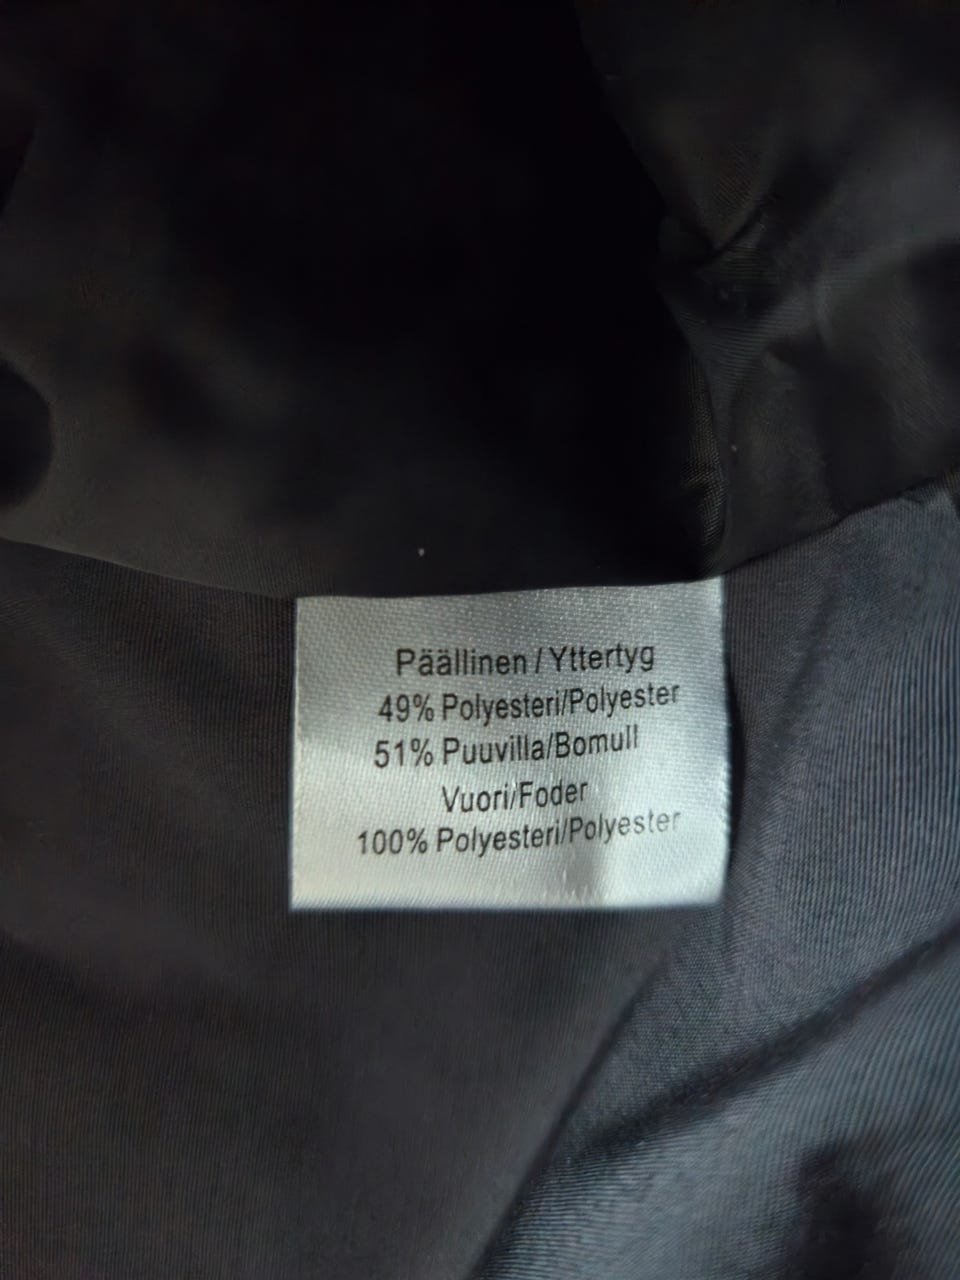 Päällinen / Yttertyg
49% Polyesteri/Polyester
51% Puuvilla/Bomull
Vuori/Foder
100% Polyesteri/Polyester